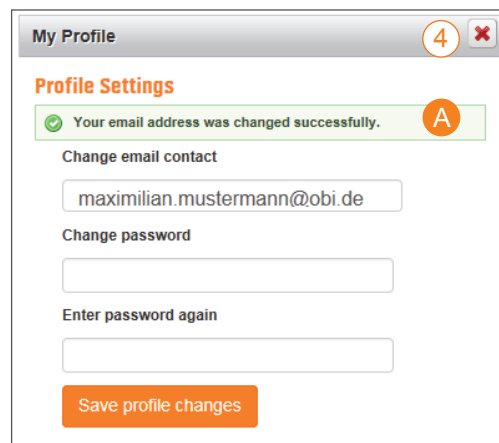 My Profile
4
Profile Settings
Your email address was changed successfully.
A
Change email contact
maximilian.mustermann@obi.de
Change password
Enter password again
Save profile changes